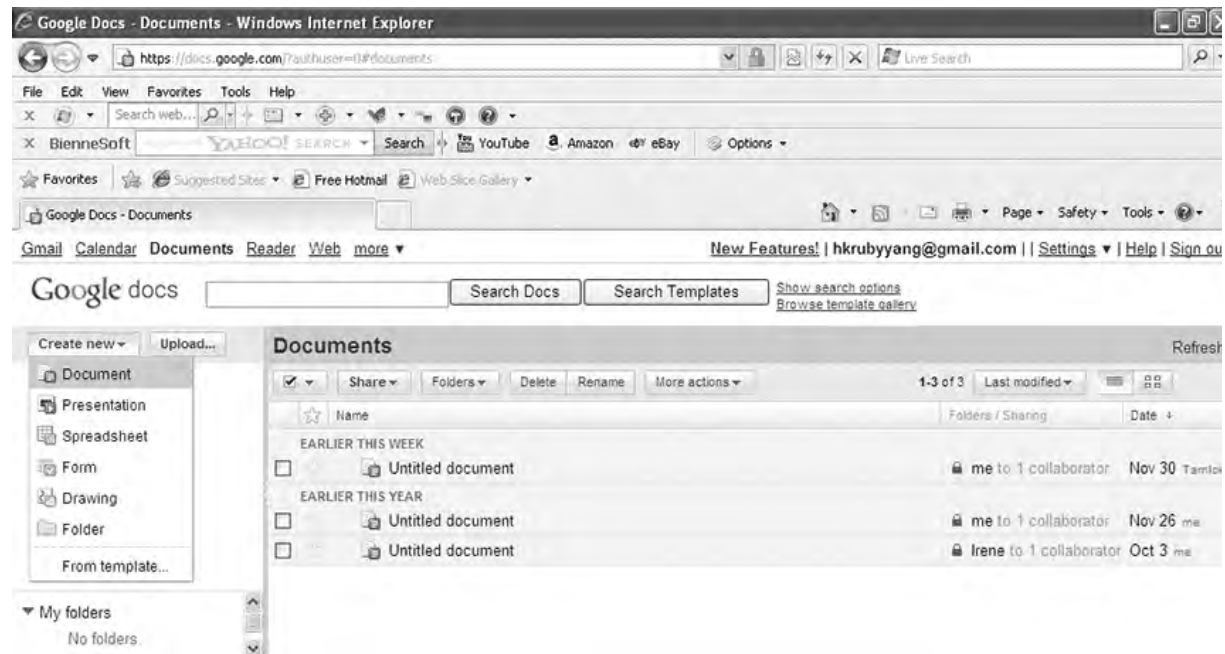 Google Docs - Documents - Windows Internet Explorer
https://docs.google.com/?authuser=0#documents
Live Search
File Edit View Favorites Tools Help
X Search web...
X BienneSoft YAHOO! SEARCH Search YouTube a Amazon eBay Options
Favorites Suggested Sites Free Hotmail Web Slice Gallery
Google Docs - Documents Page Safety Tools
Gmail Calendar Documents Reader Web more New Features! | hkrubyyang@gmail.com | | Settings | Help | Sign ou
Google docs Search Docs Search Templates Show search options
Browse template gallery
Create new Upload... Documents Refresh
Document Share Folders Delete Rename More actions 1-3 of 3 Last modified
Presentation Name Folders / Sharing Date
Spreadsheet EARLIER THIS WEEK
Form Untitled document me to 1 collaborator Nov 30
Drawing EARLIER THIS YEAR
Folder Untitled document me to 1 collaborator Nov 26 me
From template... Untitled document Irene to 1 collaborator Oct 3 me
My folders
No folders